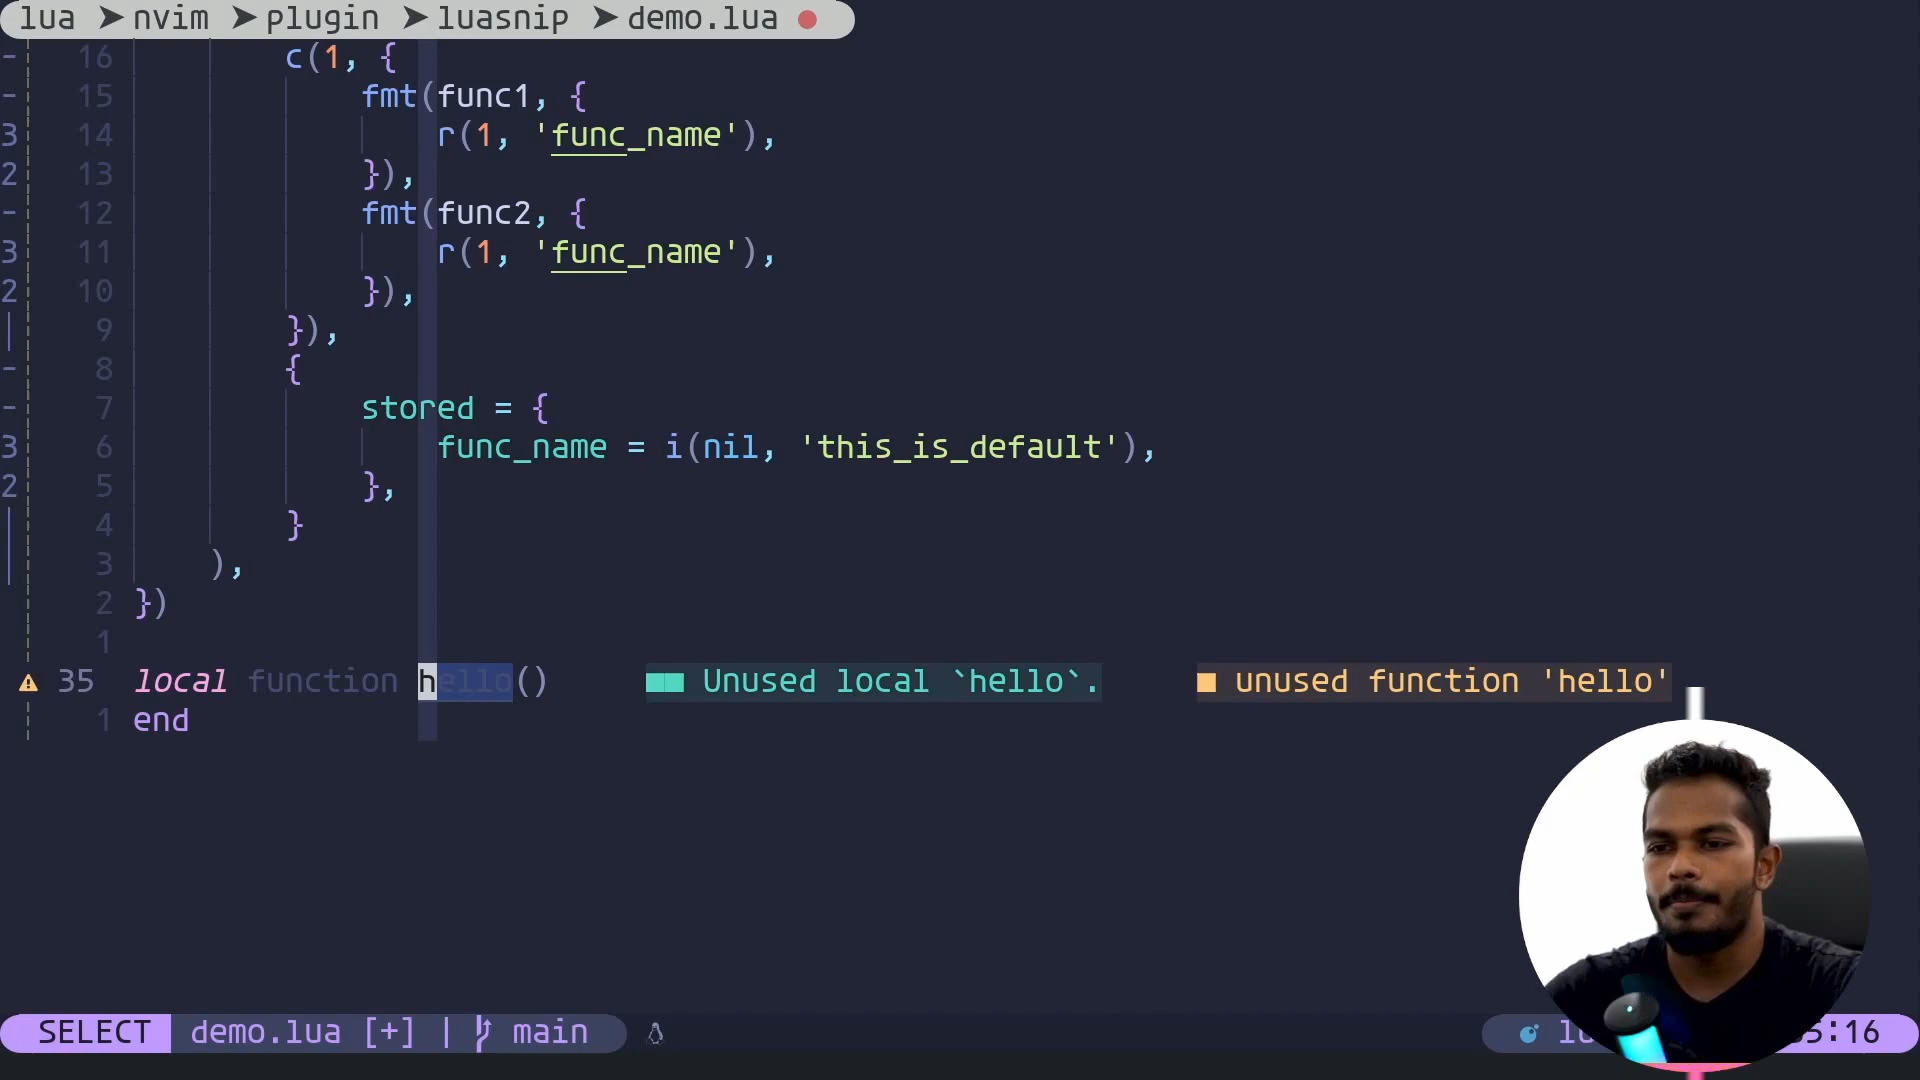 lua ➤ nvim ➤ plugin ➤ luasnip ➤ demo.lua ●
- 16 c(1, {
- 15 fmt(func1, {
3 14 r(1, 'func_name'),
2 13 }),
- 12 fmt(func2, {
3 11 r(1, 'func_name'),
2 10 }),
9 }),
- 8 {
- 7 stored = {
3 6 func_name = i(nil, 'this_is_default'),
2 5 },
4 }
3 ),
2 })
1
35 local function hello() ■■ Unused local `hello`. ■ unused function 'hello'
1 end
SELECT demo.lua [+] | main :16